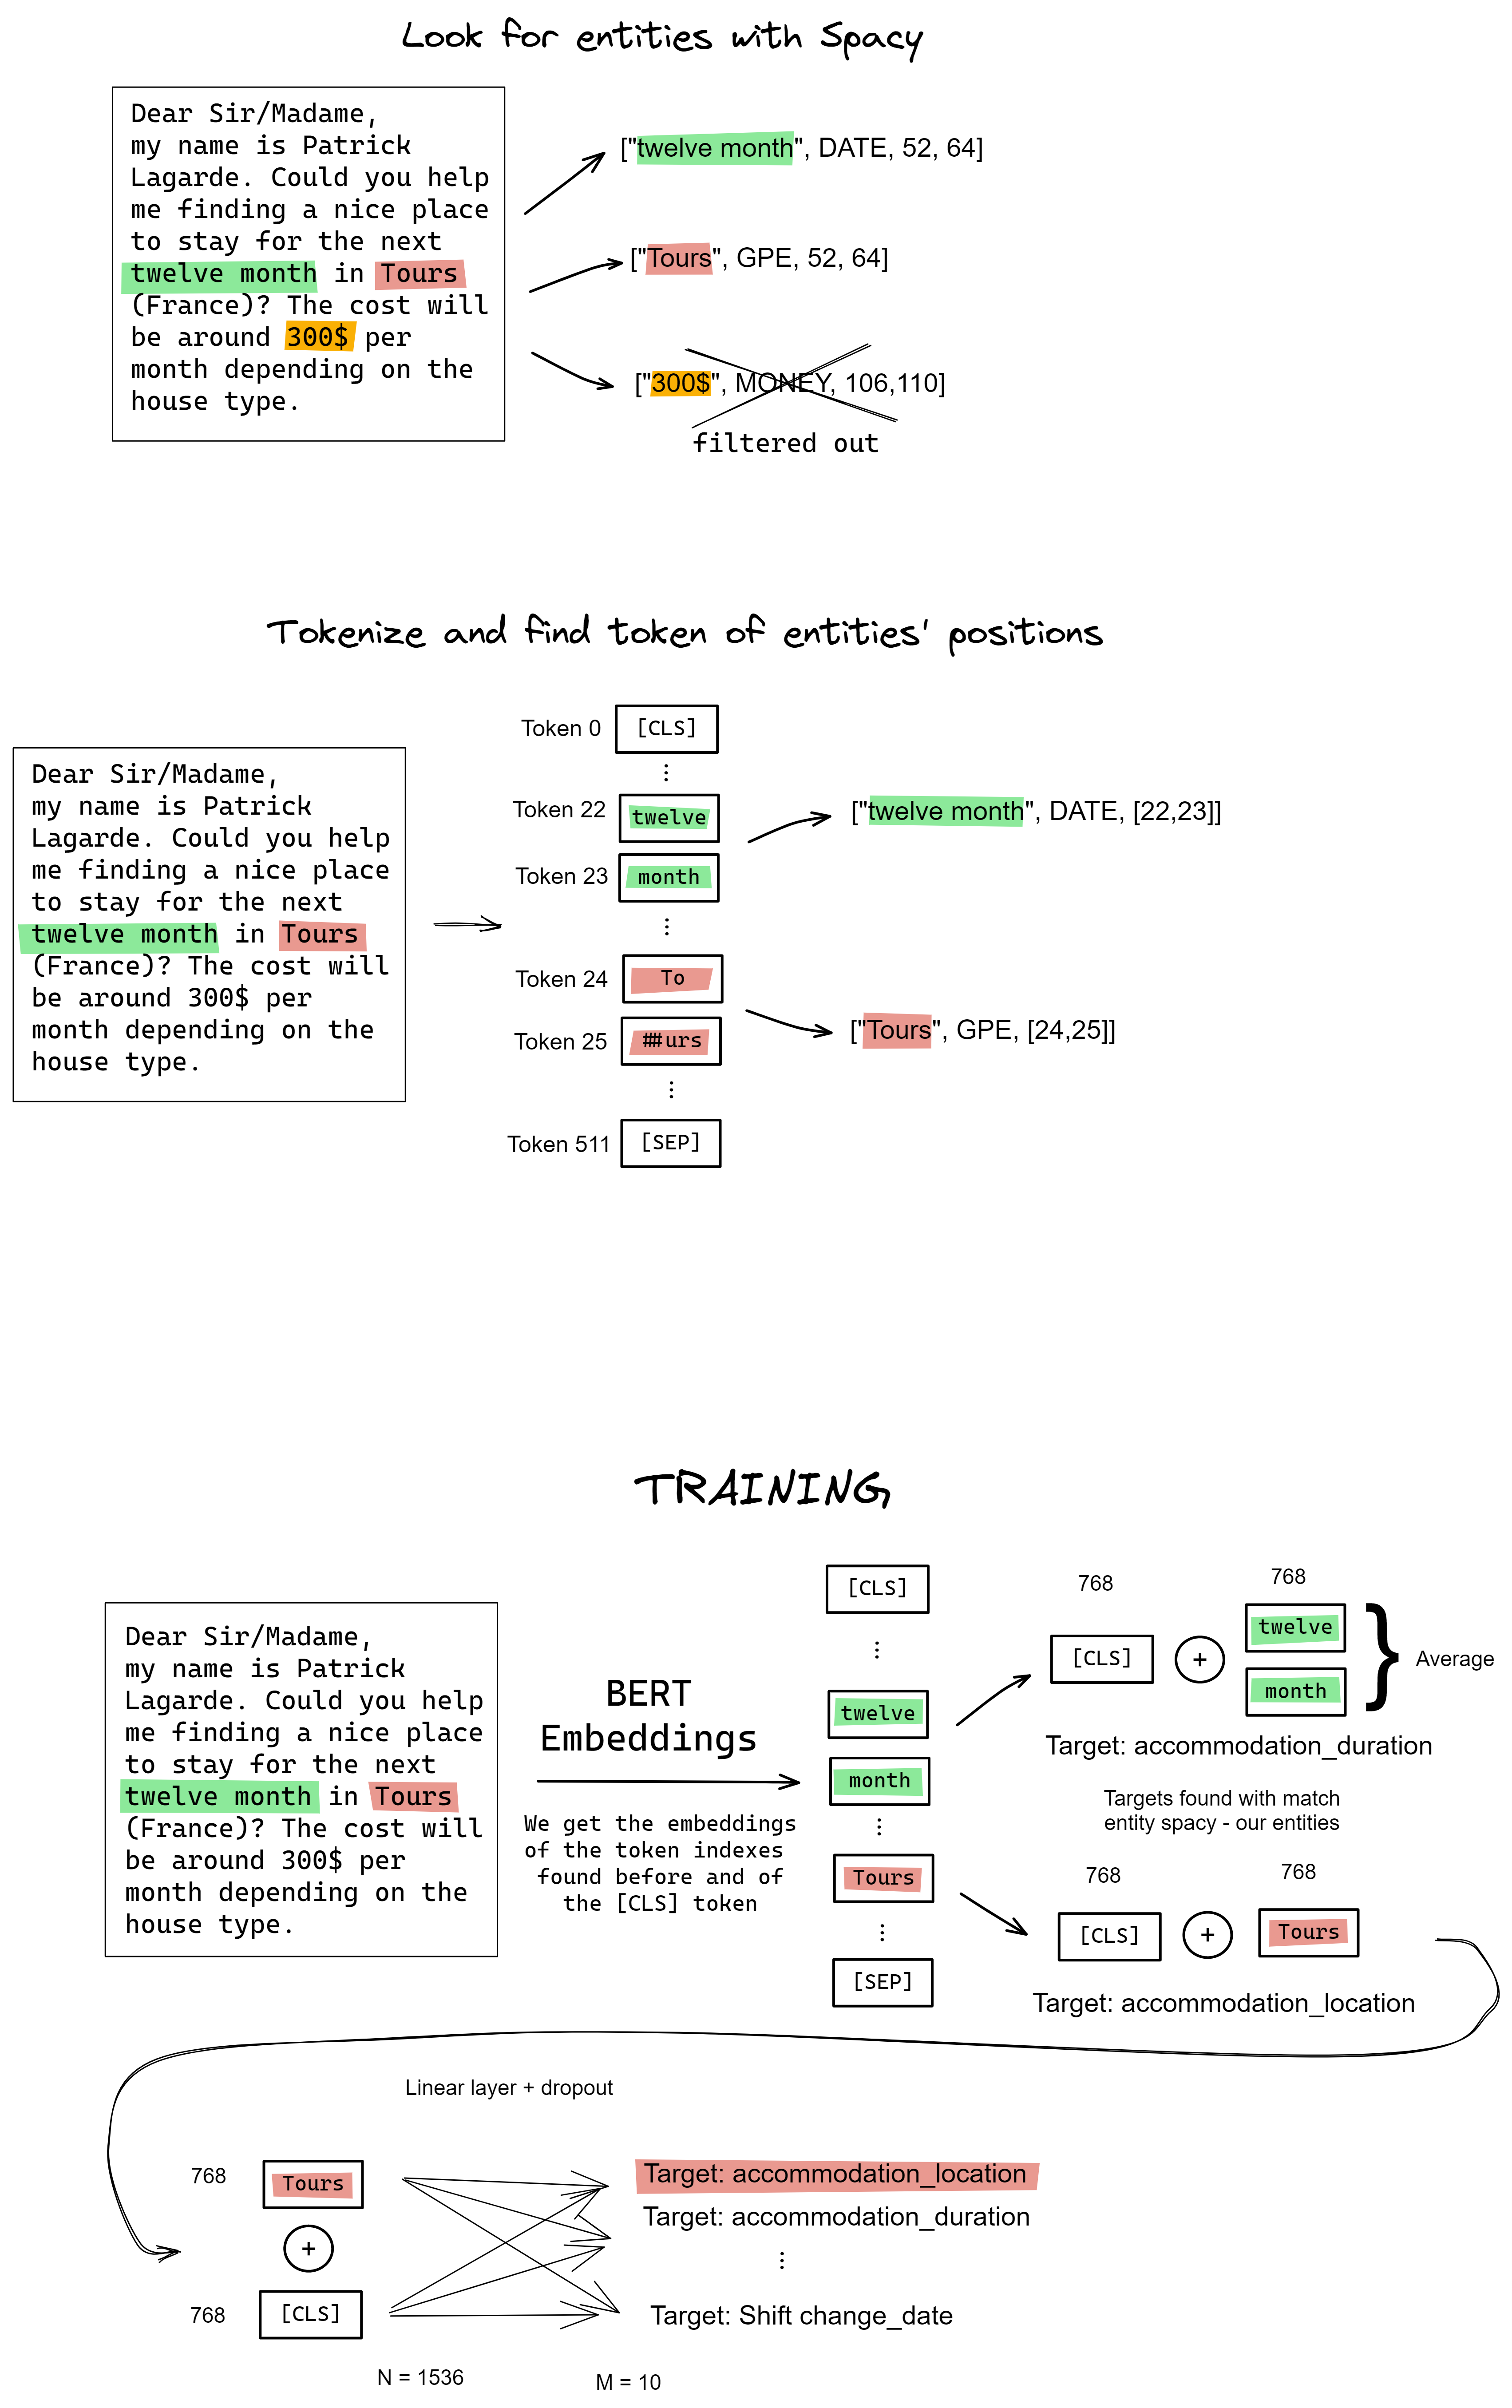 Look for entities with Spacy
Dear Sir/Madame,
my name is Patrick
Lagarde. Could you help
me finding a nice place
to stay for the next
twelve month in Tours
(France)? The cost will
be around 300$ per
month depending on the
house type.
["twelve month", DATE, 52, 64]
["Tours", GPE, 52, 64]
["300$", MONEY, 106,110]
filtered out
Tokenize and find token of entities' positions
Dear Sir/Madame,
my name is Patrick
Lagarde. Could you help
me finding a nice place
to stay for the next
twelve month in Tours
(France)? The cost will
be around 300$ per
month depending on the
house type.
Token 0 [CLS]
⋮
Token 22 twelve
Token 23 month
⋮
Token 24 To
Token 25 ##urs
⋮
Token 511 [SEP]
["twelve month", DATE, [22,23]]
["Tours", GPE, [24,25]]
TRAINING
Dear Sir/Madame,
my name is Patrick
Lagarde. Could you help
me finding a nice place
to stay for the next
twelve month in Tours
(France)? The cost will
be around 300$ per
month depending on the
house type.
BERT
Embeddings
We get the embeddings
of the token indexes
found before and of
the [CLS] token
[CLS]
⋮
twelve
month
⋮
Tours
⋮
[SEP]
768 768
[CLS] + twelve
month
} Average
Target: accommodation_duration
Targets found with match
entity spacy - our entities
768 768
[CLS] + Tours
Target: accommodation_location
Linear layer + dropout
768 Tours
+
768 [CLS]
Target: accommodation_location
Target: accommodation_duration
⋮
Target: Shift change_date
N = 1536
M = 10